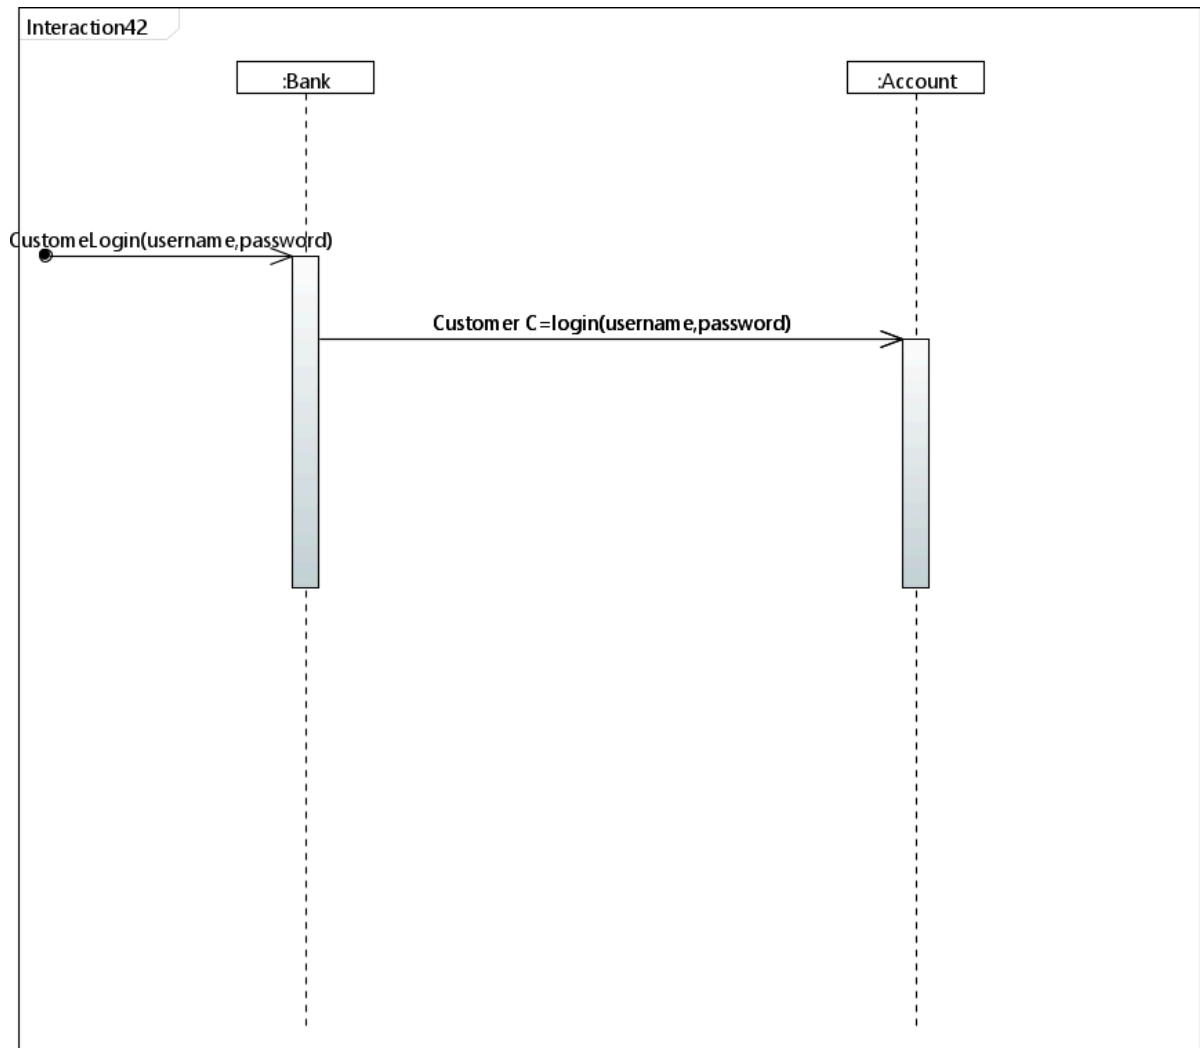 Interaction42
:Bank
:Account
CustomeLogin(username,password)
Customer C=login(username,password)